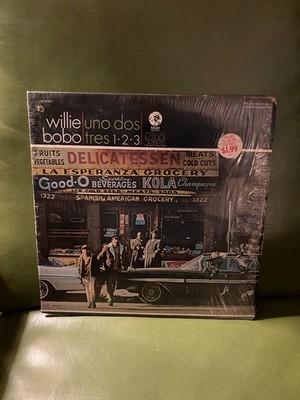 willie bobo
uno dos tres 1·2·3
$1.99
FRUITS VEGETABLES
DELICATESSEN
MEATS COLD CUTS
LA ESPERANZA GROCERY
Good-O
BEVERAGES
KOLA
Champagne
1322
SPANISH AMERICAN GROCERY
1322